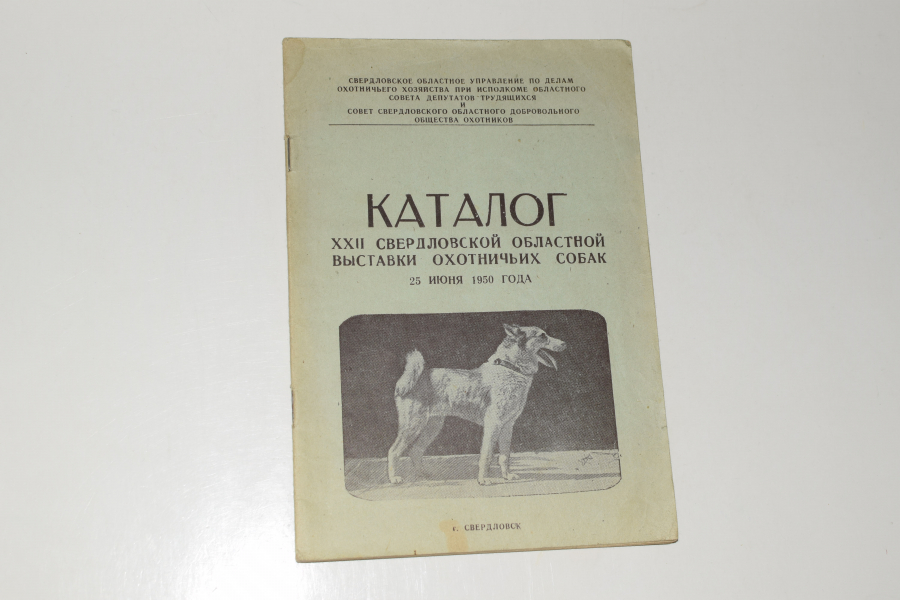 СВЕРДЛОВСКОЕ ОБЛАСТНОЕ УПРАВЛЕНИЕ ПО ДЕЛАМ
ОХОТНИЧЬЕГО ХОЗЯЙСТВА ПРИ ИСПОЛКОМЕ ОБЛАСТНОГО
СОВЕТА ДЕПУТАТОВ ТРУДЯЩИХСЯ
И
СОВЕТ СВЕРДЛОВСКОГО ОБЛАСТНОГО ДОБРОВОЛЬНОГО
ОБЩЕСТВА ОХОТНИКОВ
КАТАЛОГ
XXII СВЕРДЛОВСКОЙ ОБЛАСТНОЙ
ВЫСТАВКИ ОХОТНИЧЬИХ СОБАК
25 ИЮНЯ 1950 ГОДА
г. СВЕРДЛОВСК